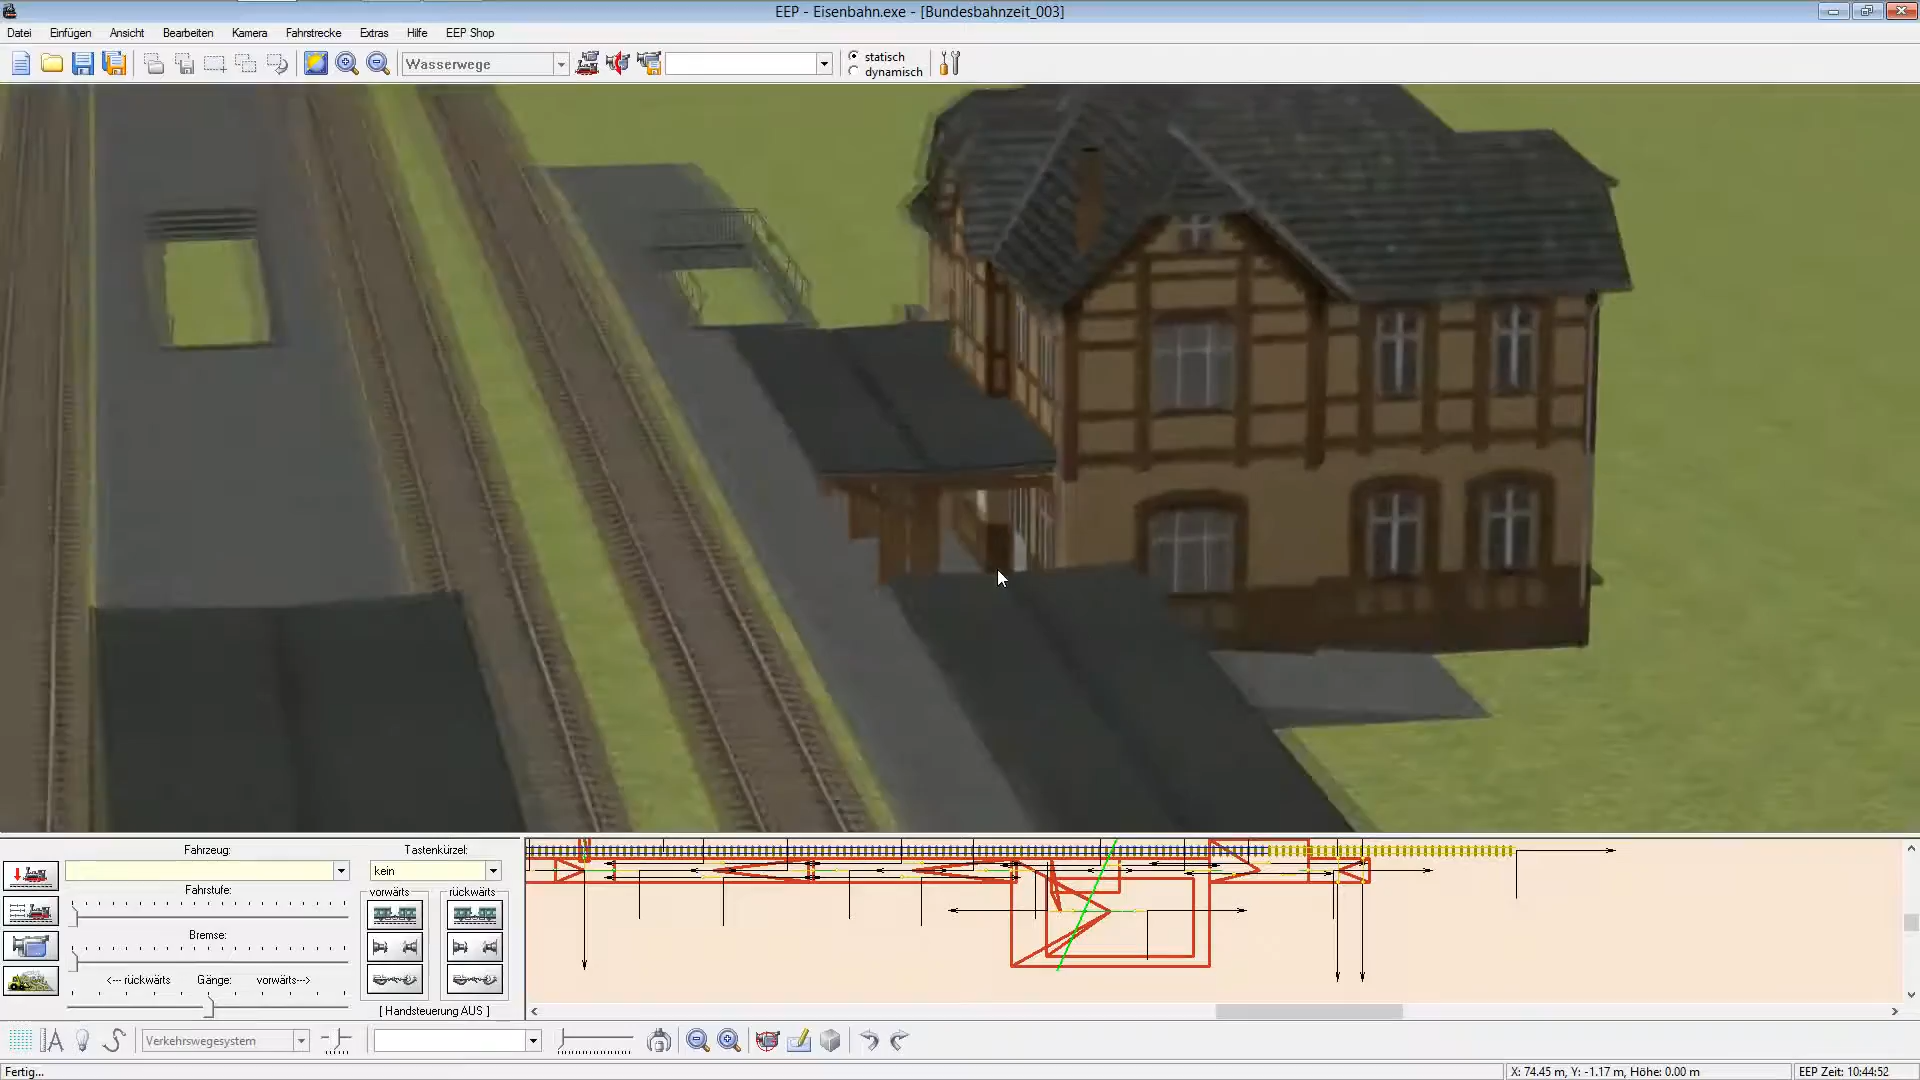 EEP - Eisenbahn.exe - [Bundesbahnzeit_003]
Datei Einfügen Ansicht Bearbeiten Kamera Fahrstrecke Extras Hilfe EEP Shop
Wasserwege
statisch
dynamisch
Fahrzeug:
Tastenkürzel:
kein
Fahrstufe:
vorwärts
rückwärts
Bremse:
<--- rückwärts
Gänge:
vorwärts--->
[ Handsteuerung AUS ]
Verkehrswegesystem
Fertig...
X: 74.45 m, Y: -1.17 m, Höhe: 0.00 m
EEP Zeit: 10:44:52